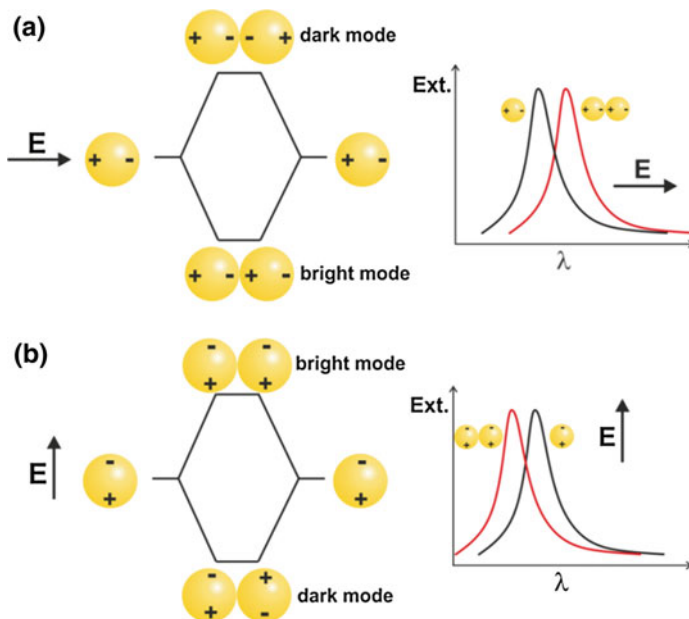 (a)
+ - - +
dark mode
E
+ -
+ -
+ - + -
bright mode
Ext.
+ -
+ - + -
E
λ
(b)
- -
+ +
bright mode
E
-
+
-
+
- +
+ -
dark mode
Ext.
- -
+ +
-
+
E
λ